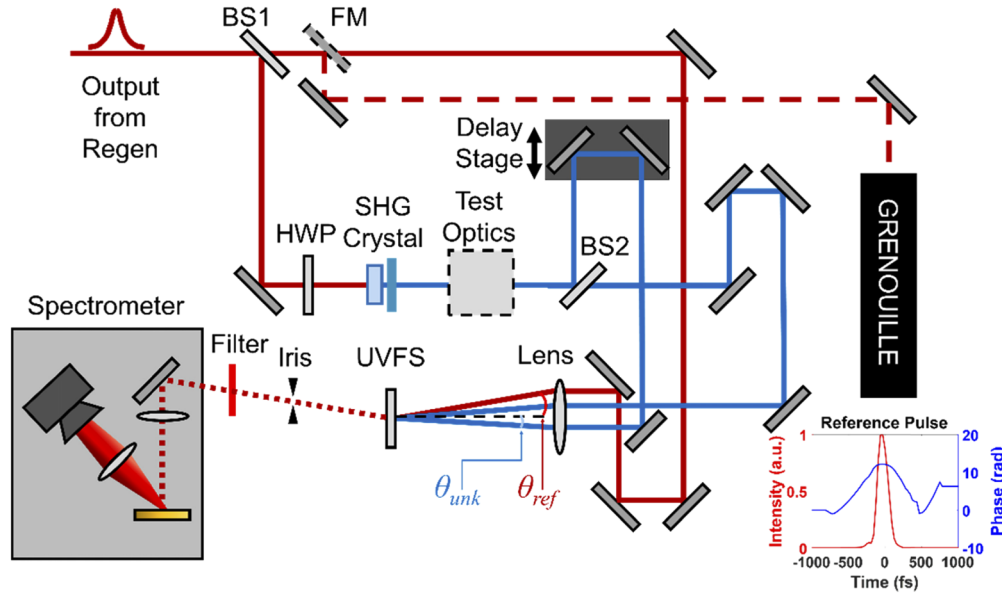 BS1
FM
Output
from
Regen
Delay
Stage
HWP
SHG
Crystal
Test
Optics
BS2
GRENOUILLE
Spectrometer
Filter
Iris
UVFS
Lens
θunk
θref
Reference Pulse
Intensity (a.u.)
1
0.5
0
20
10
0
-10
Phase (rad)
-1000 -500 0 500 1000
Time (fs)